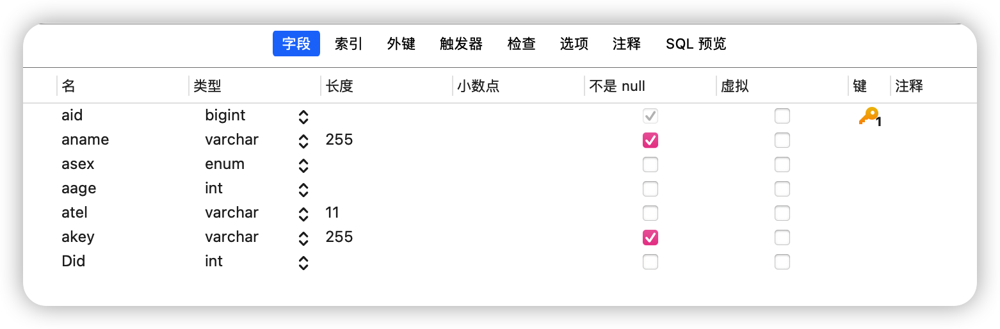 字段 索引 外键 触发器 检查 选项 注释 SQL 预览
名 类型 长度 小数点 不是 null 虚拟 键 注释
aid bigint 1
aname varchar 255
asex enum
aage int
atel varchar 11
akey varchar 255
Did int